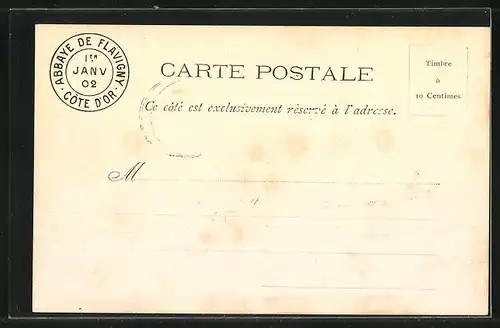 ABBAYE DE FLAVIGNY
1ER
JANV
02
· CÔTE D'OR ·
CARTE POSTALE
Ce côté est exclusivement réservé à l'adresse.
Timbre
à
10 Centimes
M